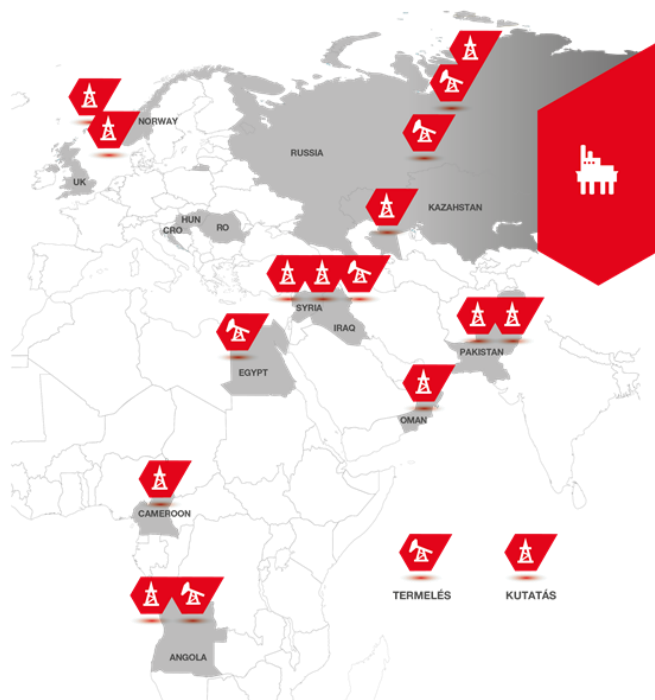 NORWAY
RUSSIA
UK
KAZAHSTAN
HUN
CRO
RO
SYRIA
IRAQ
PAKISTAN
EGYPT
OMAN
CAMEROON
TERMELÉS
KUTATÁS
ANGOLA